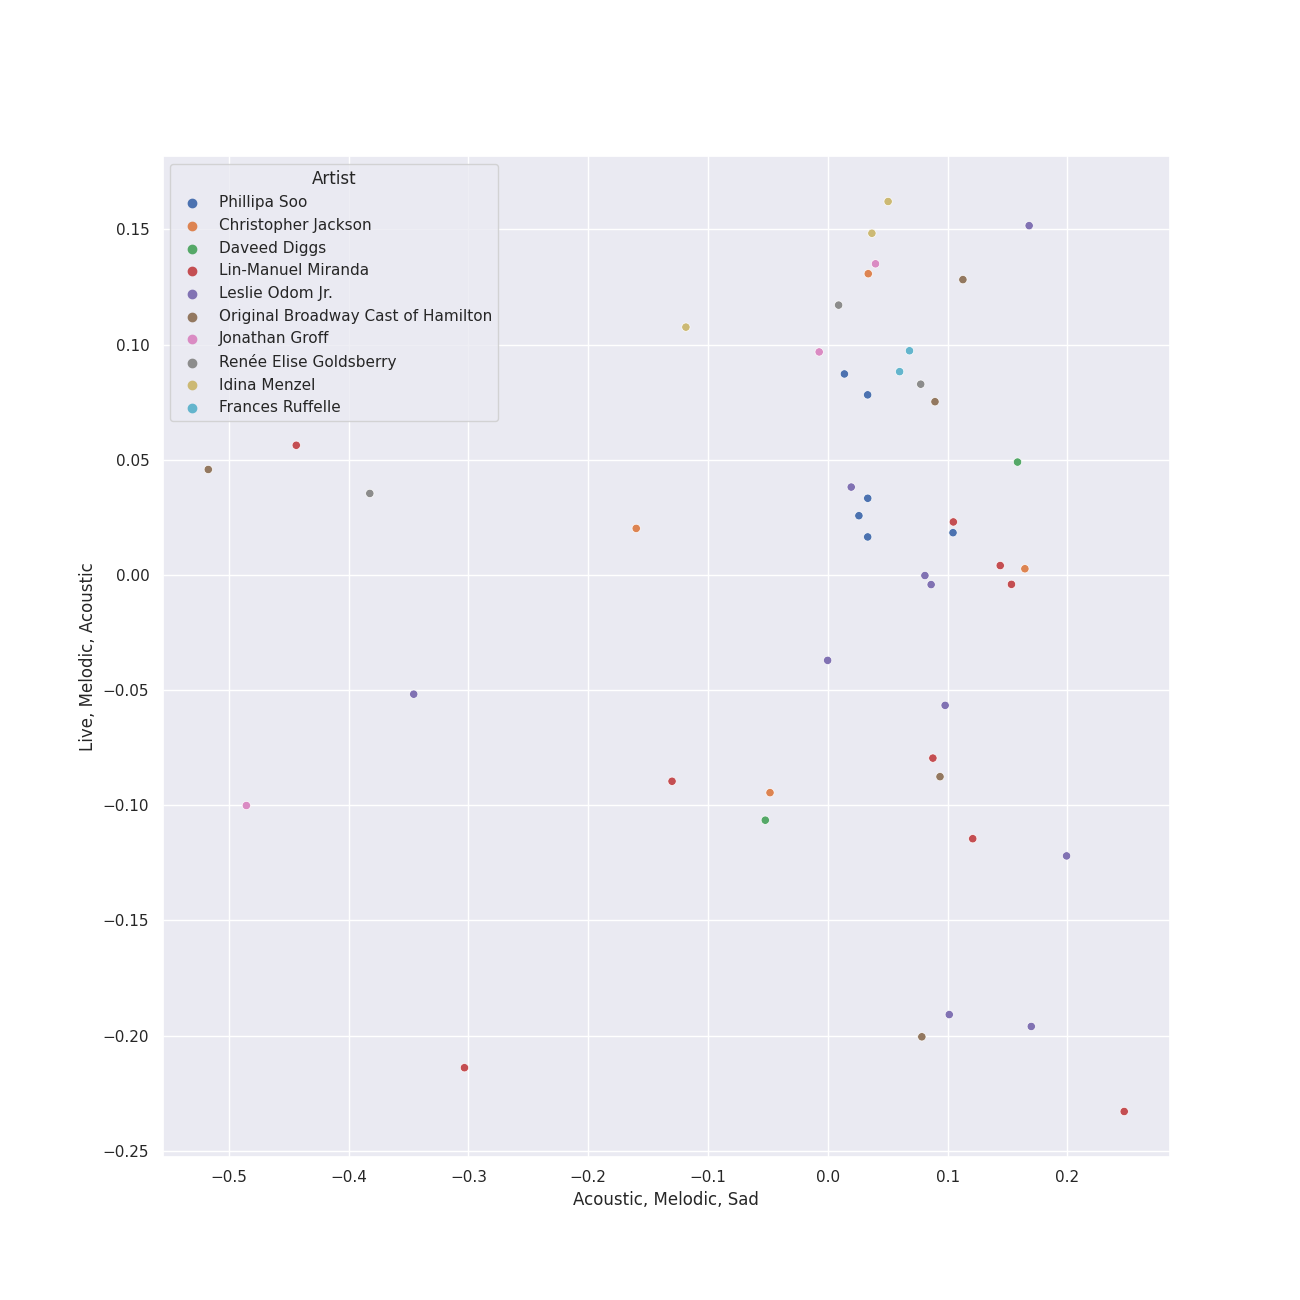 Artist
Phillipa Soo
Christopher Jackson
Daveed Diggs
Lin-Manuel Miranda
Leslie Odom Jr.
Original Broadway Cast of Hamilton
Jonathan Groff
Renée Elise Goldsberry
Idina Menzel
Frances Ruffelle
0.15
0.10
0.05
0.00
−0.05
−0.10
−0.15
−0.20
−0.25
Live, Melodic, Acoustic
−0.5 −0.4 −0.3 −0.2 −0.1 0.0 0.1 0.2
Acoustic, Melodic, Sad